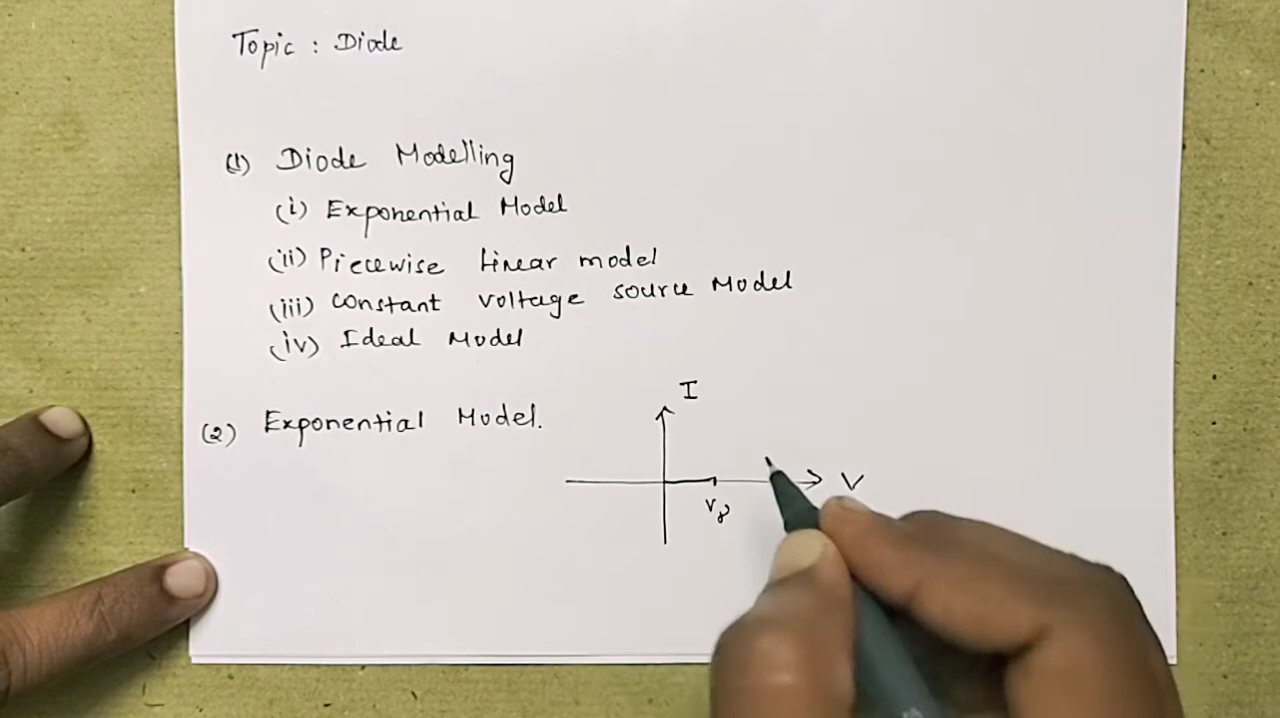 Topic : Diode
(1) Diode Modelling
(i) Exponential Model
(ii) Piecewise Linear model
(iii) Constant voltage source Model
(iv) Ideal Model
(2) Exponential Model.
I
V
Vγ